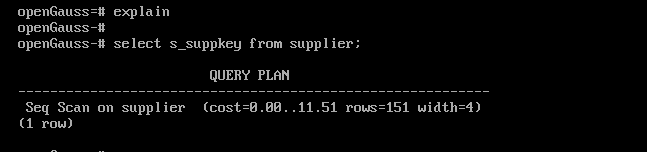 openGauss=# explain
openGauss-#
openGauss-# select s_suppkey from supplier;
QUERY PLAN
-----------------------------------------------------------
Seq Scan on supplier  (cost=0.00..11.51 rows=151 width=4)
(1 row)